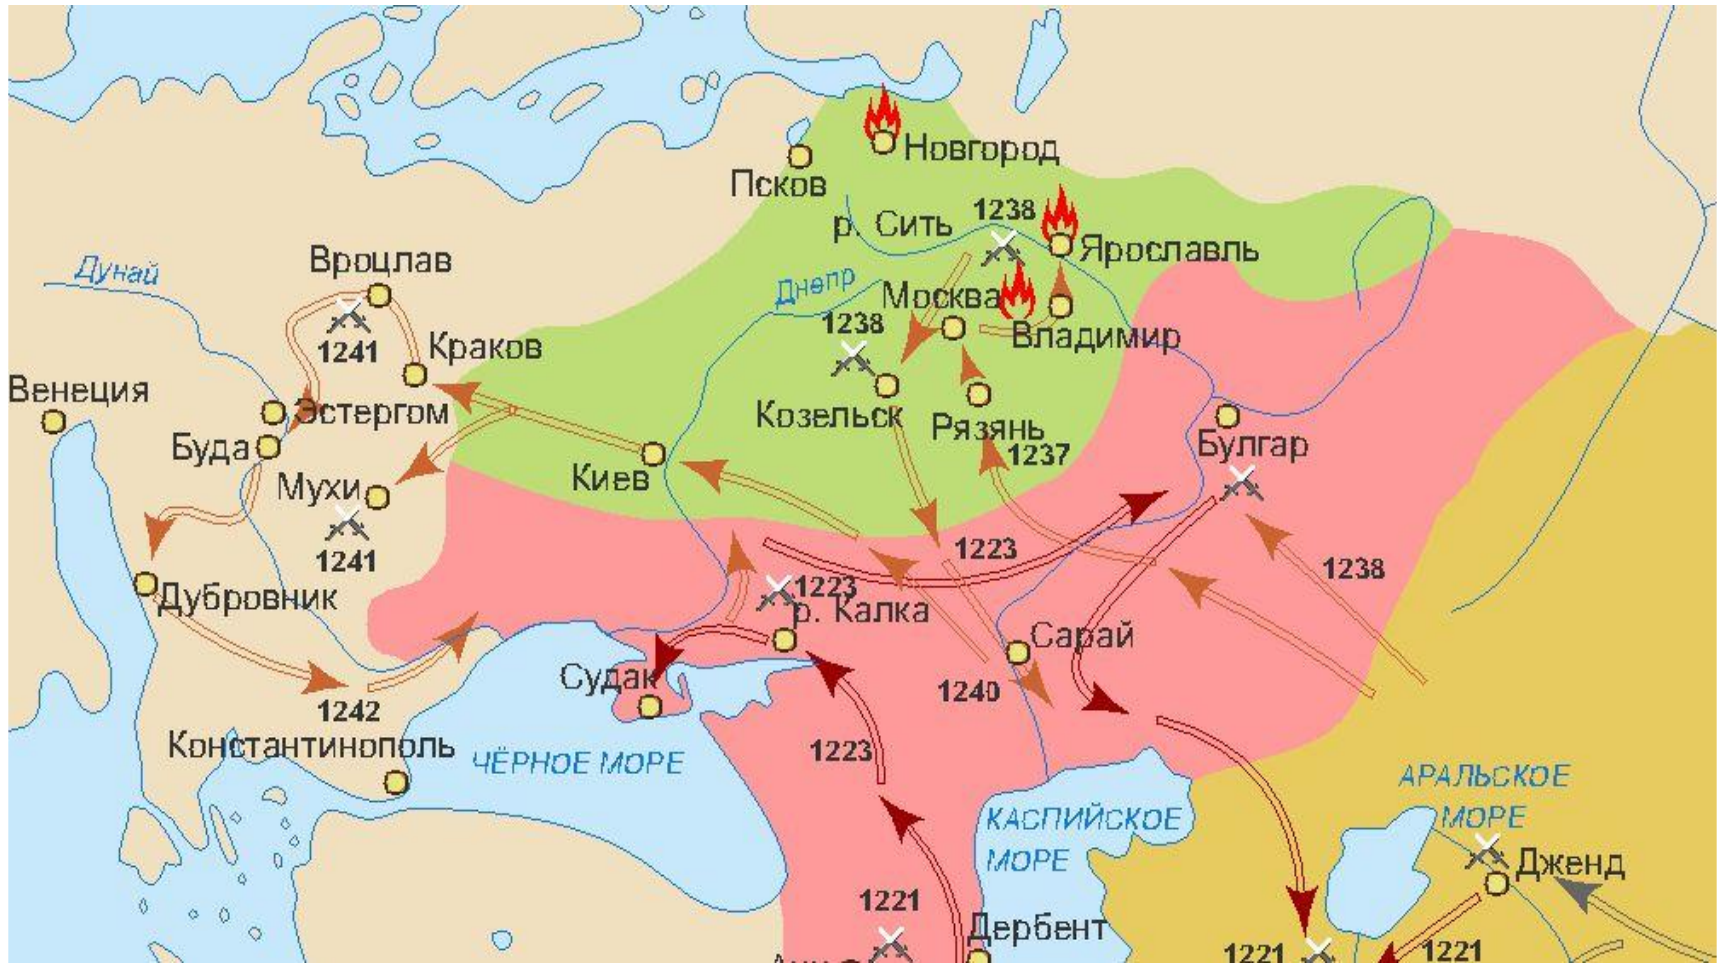 Новгород
Псков
1238
р. Сить
Ярославль
Дунай
Вроцлав
Днепр
Москва
1238
Владимир
1241
Краков
Венеция
Эстергом
Козельск
Рязянь
Буда
Булгар
1237
Киев
Мухи
1223
1241
1238
1223
Дубровник
р. Калка
Сарай
Судак
1240
1242
Константинополь
ЧЁРНОЕ МОРЕ
1223
АРАЛЬСКОЕ
МОРЕ
КАСПИЙСКОЕ
МОРЕ
Дженд
1221
Дербент
1221
1221